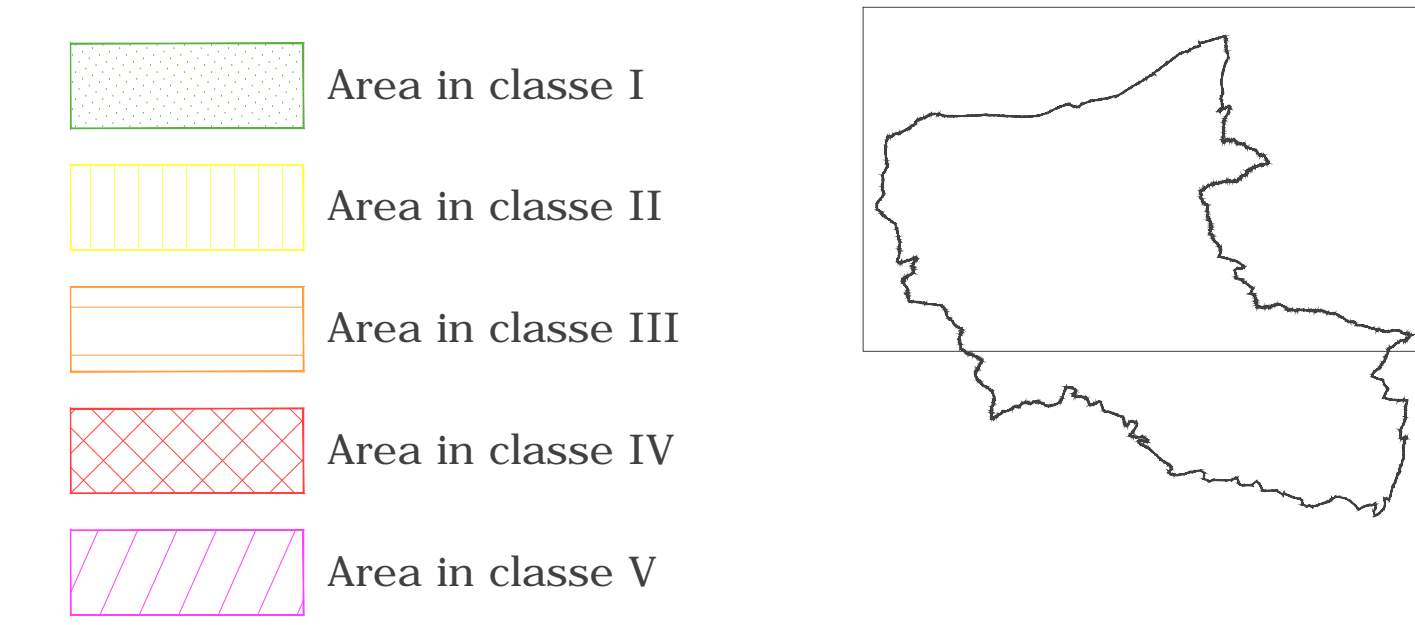 Area in classe I
Area in classe II
Area in classe III
Area in classe IV
Area in classe V